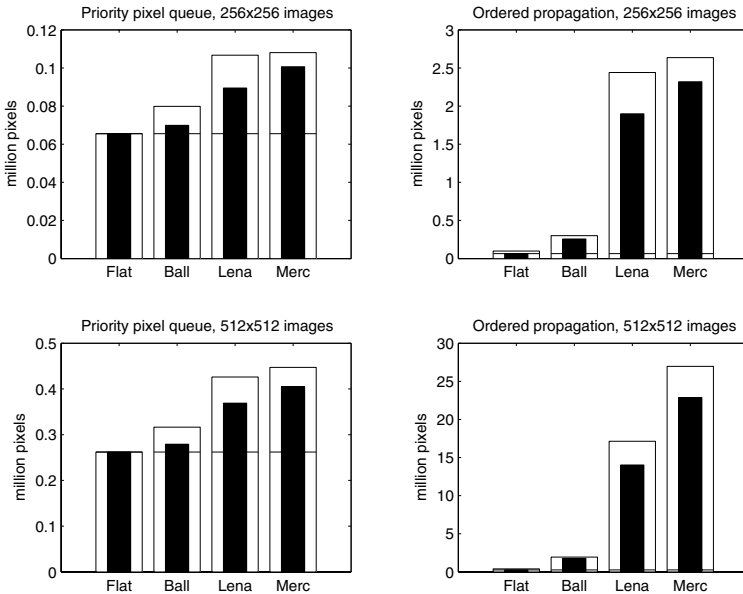 Priority pixel queue, 256x256 images
0.12
0.1
0.08
0.06
0.04
0.02
0
million pixels
Flat Ball Lena Merc
Ordered propagation, 256x256 images
3
2.5
2
1.5
1
0.5
0
million pixels
Flat Ball Lena Merc
Priority pixel queue, 512x512 images
0.5
0.4
0.3
0.2
0.1
0
million pixels
Flat Ball Lena Merc
Ordered propagation, 512x512 images
30
25
20
15
10
5
0
million pixels
Flat Ball Lena Merc